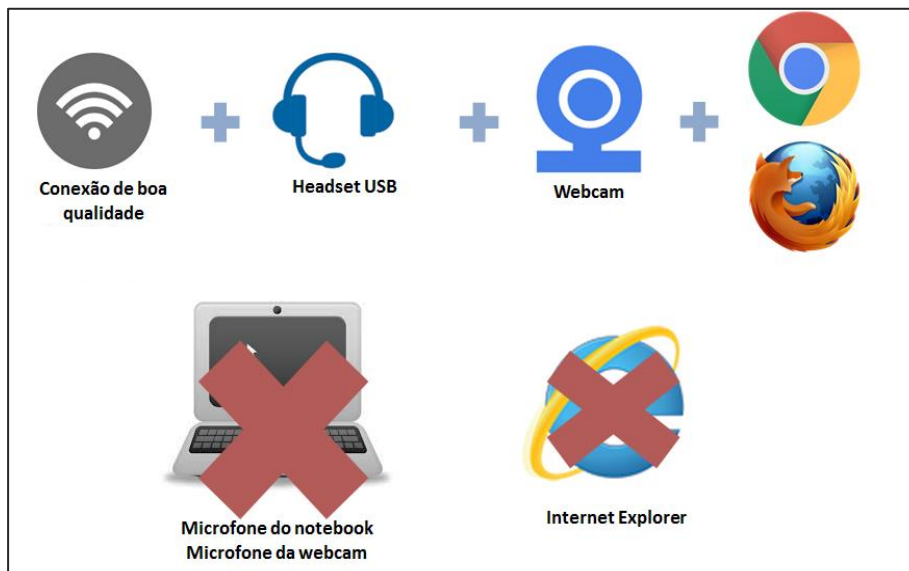 Conexão de boa
qualidade
Headset USB
Webcam
Microfone do notebook
Microfone da webcam
Internet Explorer